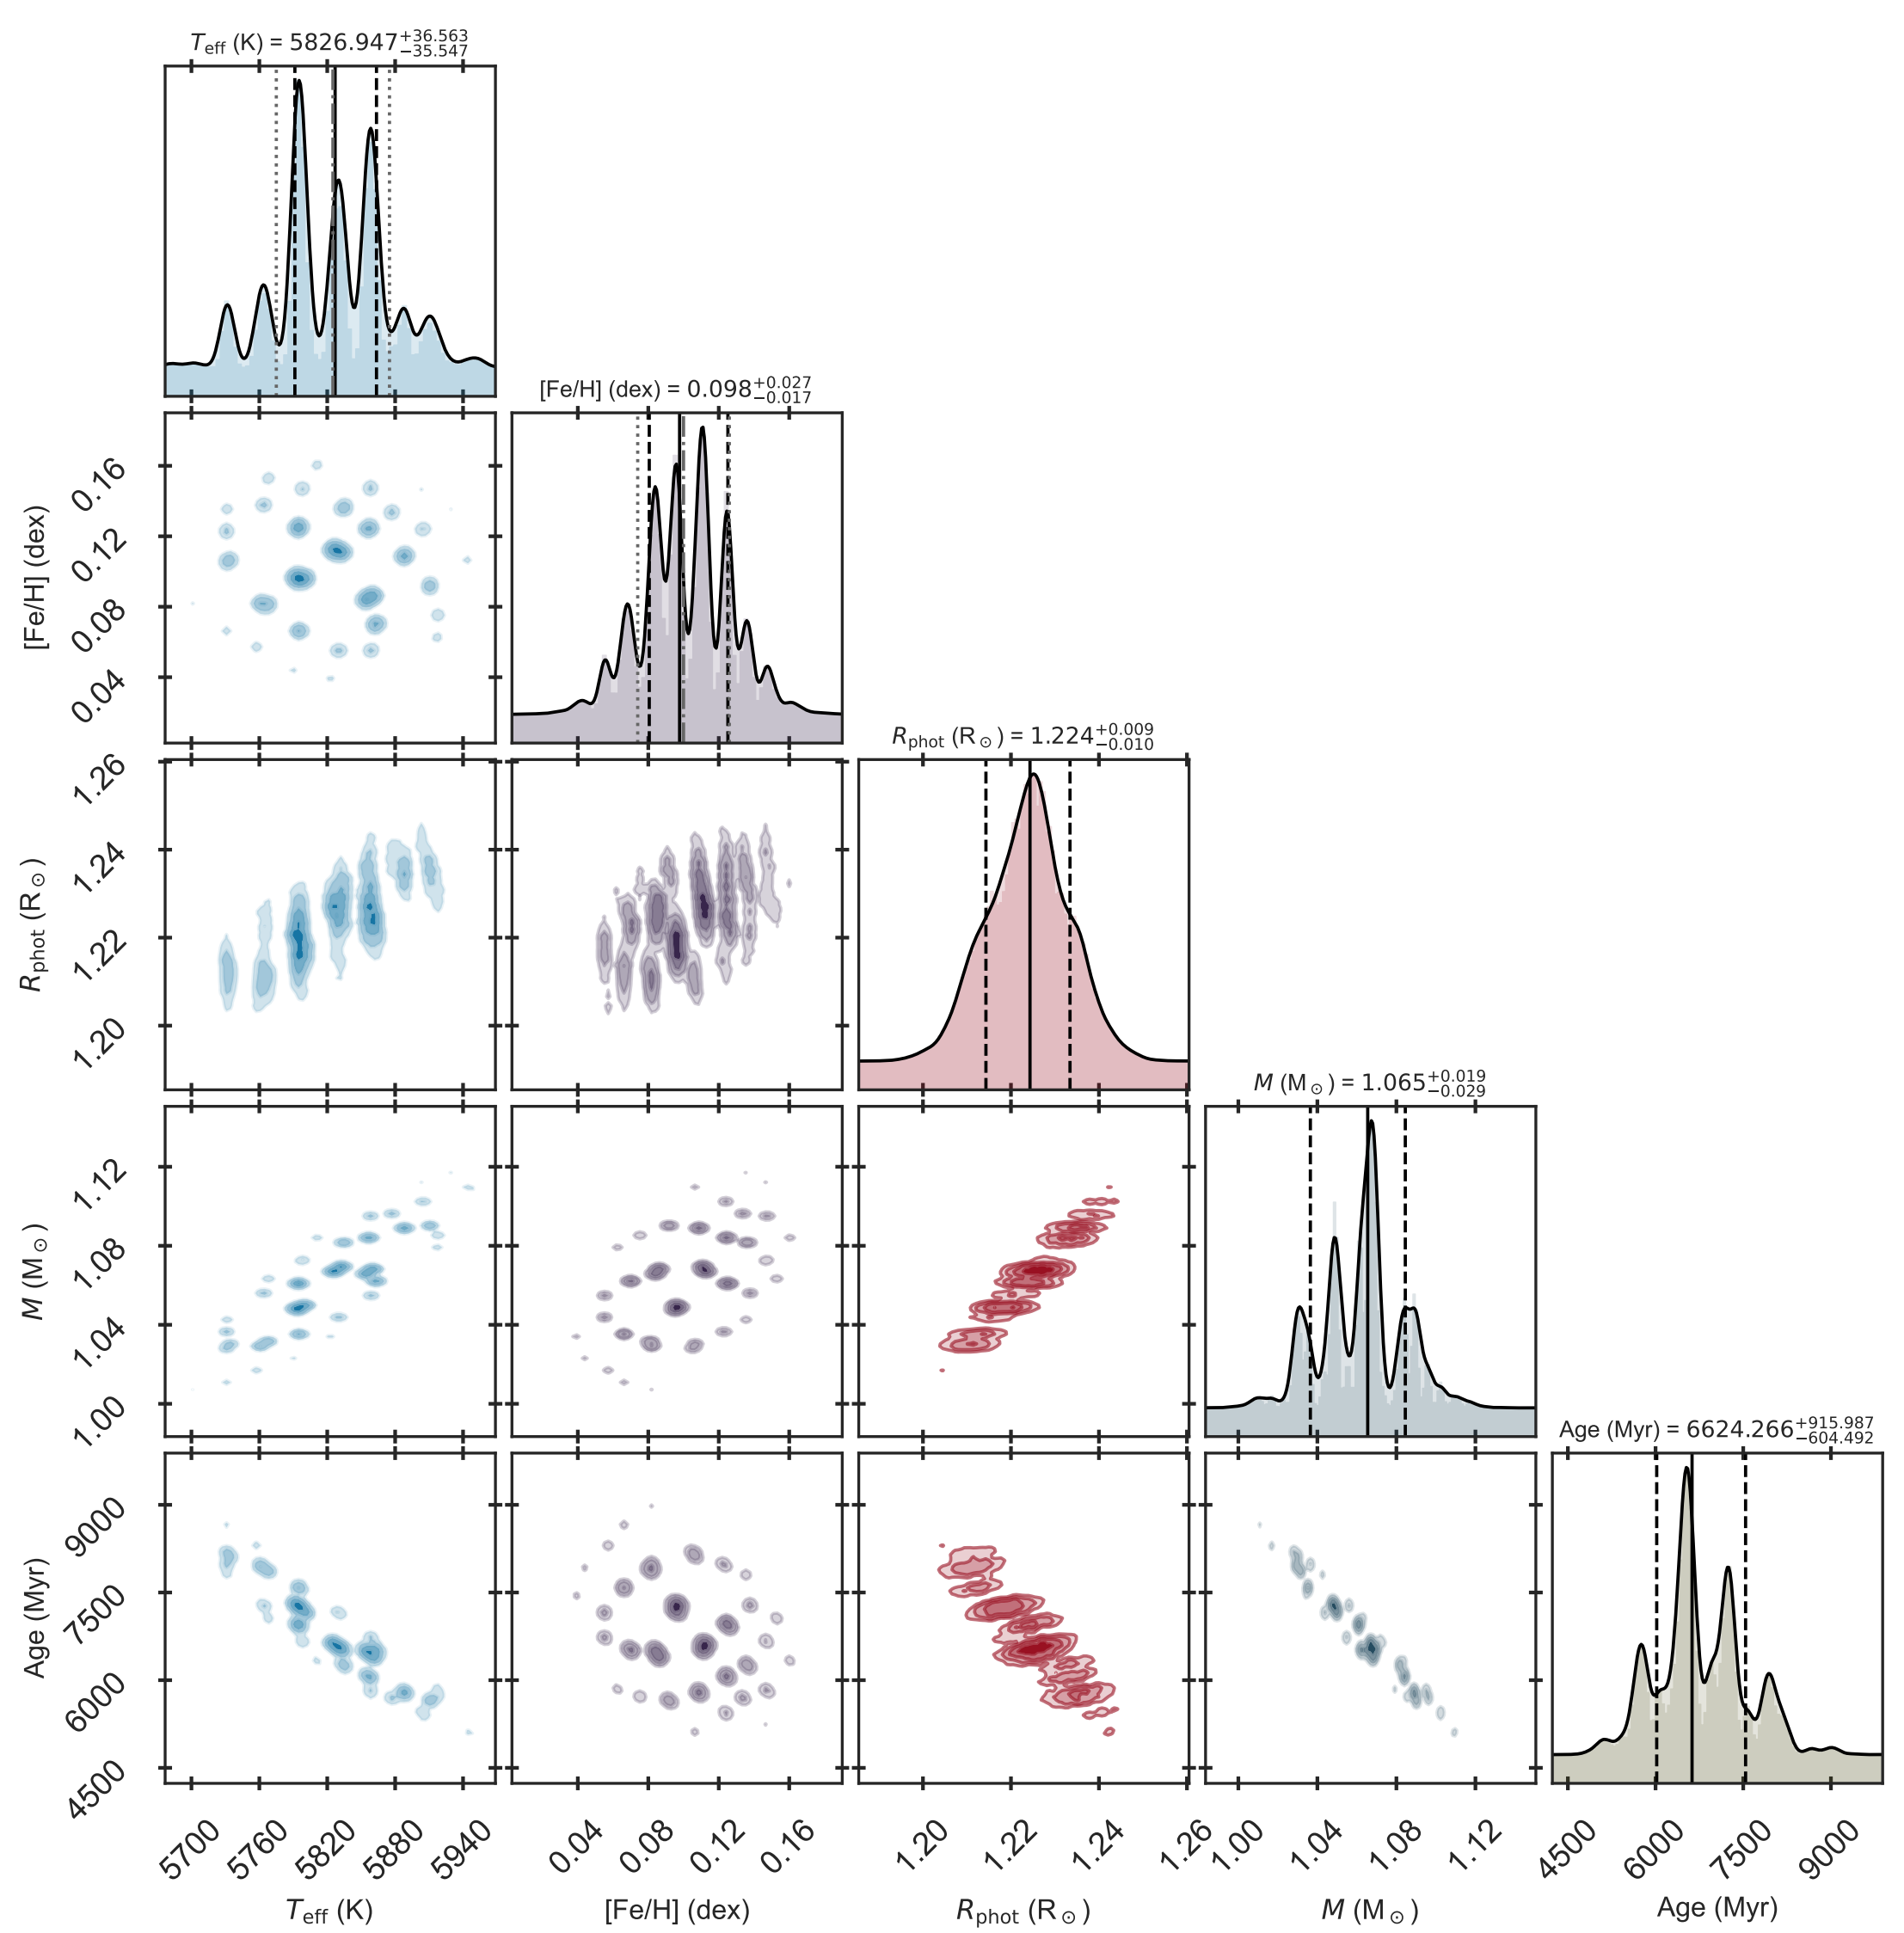 T_eff (K) = 5826.947 +36.563 −35.547
[Fe/H] (dex) = 0.098 +0.027 −0.017
0.16
0.12
0.08
0.04
[Fe/H] (dex)
R_phot (R⊙) = 1.224 +0.009 −0.010
1.26
1.24
1.22
1.20
R_phot (R⊙)
M (M⊙) = 1.065 +0.019 −0.029
1.12
1.08
1.04
1.00
M (M⊙)
Age (Myr) = 6624.266 +915.987 −604.492
9000
7500
6000
4500
Age (Myr)
5700 5760 5820 5880 5940
0.04 0.08 0.12 0.16
1.20 1.22 1.24 1.26
1.00 1.04 1.08 1.12
4500 6000 7500 9000
T_eff (K)
[Fe/H] (dex)
R_phot (R⊙)
M (M⊙)
Age (Myr)